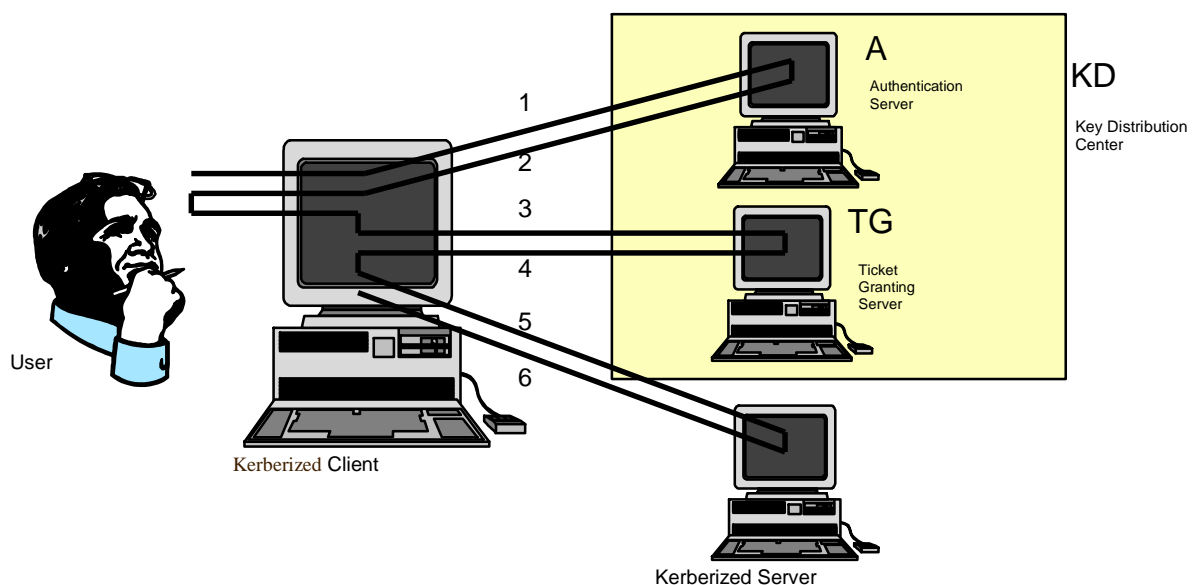 A
Authentication
Server
KD
Key Distribution
Center
1
2
3
TG
4
Ticket
Granting
Server
5
User
6
Kerberized Client
Kerberized Server